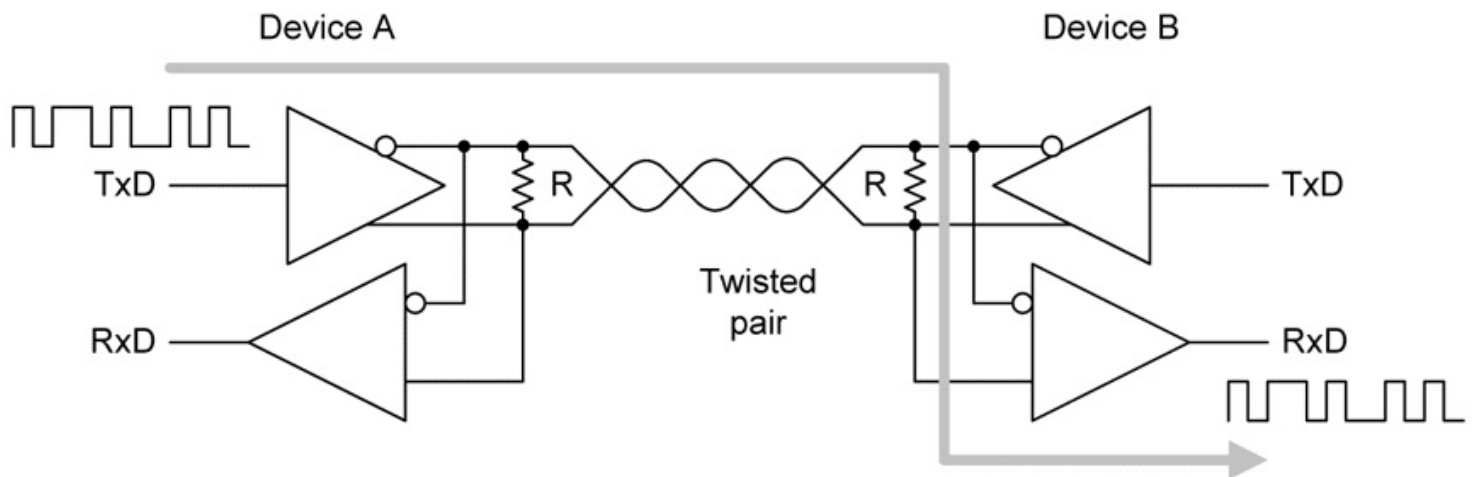 Device A
Device B
TxD
R
R
TxD
Twisted
pair
RxD
RxD